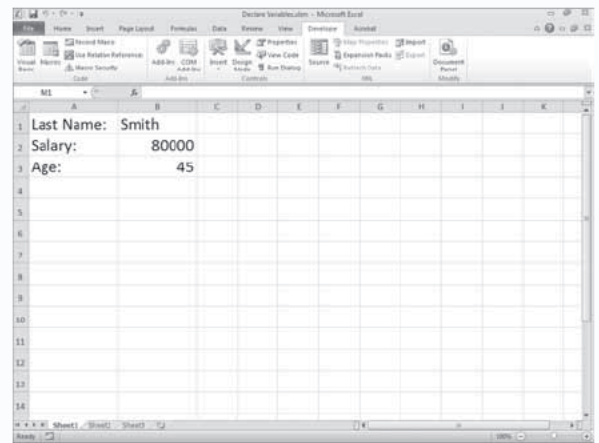 Declare Variables.xlsm - Microsoft Excel
File Home Insert Page Layout Formulas Data Review View Developer Acrobat
Record Macro
Use Relative References
Macro Security
Visual Basic
Macros
Code
Add-Ins
COM Add-Ins
Add-Ins
Insert
Design Mode
Properties
View Code
Run Dialog
Controls
Source
Map Properties
Expansion Packs
Refresh Data
Import
Export
XML
Document Panel
Modify
M1 fx
A B C D E F G H I J K
1 Last Name: Smith
2 Salary: 80000
3 Age: 45
4
5
6
7
8
9
10
11
12
13
14
Sheet1 Sheet2 Sheet3
Ready 100%